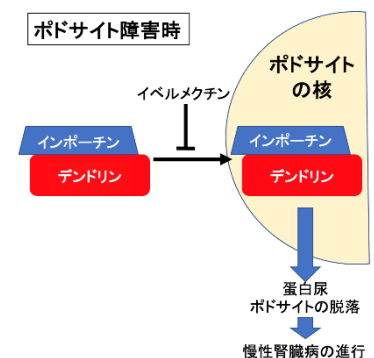 ポドサイト障害時
ポドサイト
の核
イベルメクチン
インポーチン
デンドリン
インポーチン
デンドリン
蛋白尿
ポドサイトの脱落
慢性腎臓病の進行